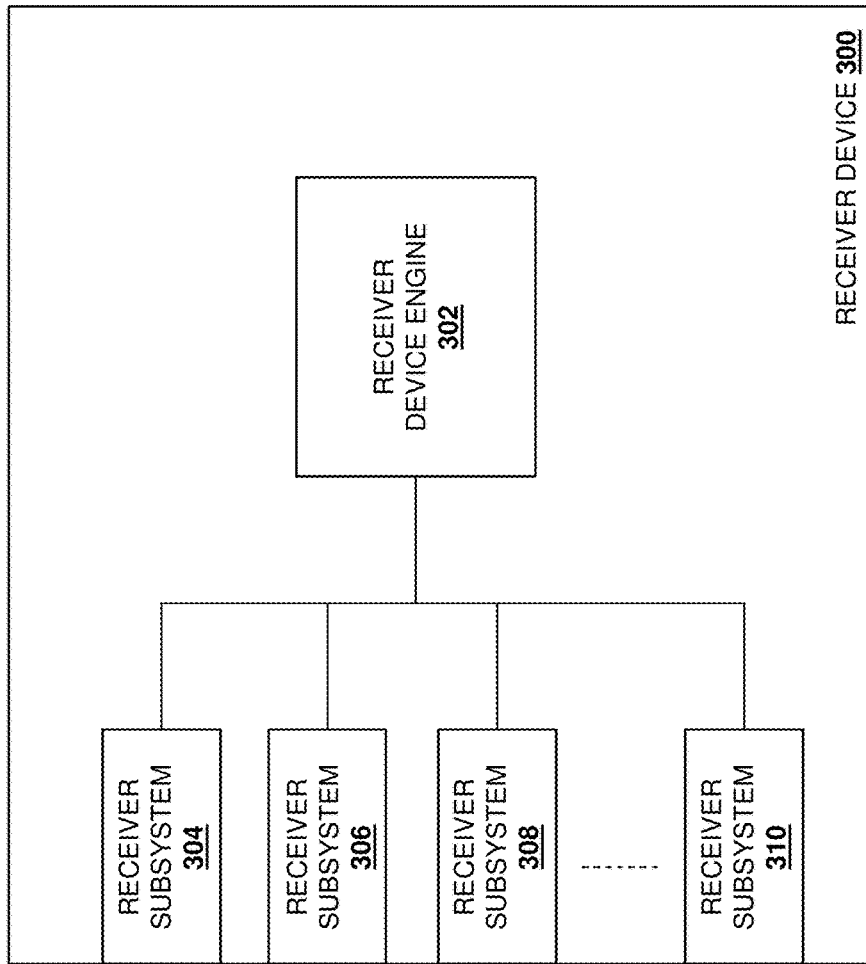 RECEIVER
SUBSYSTEM
304
RECEIVER
SUBSYSTEM
306
RECEIVER
SUBSYSTEM
308
RECEIVER
SUBSYSTEM
310
RECEIVER
DEVICE ENGINE
302
RECEIVER DEVICE 300